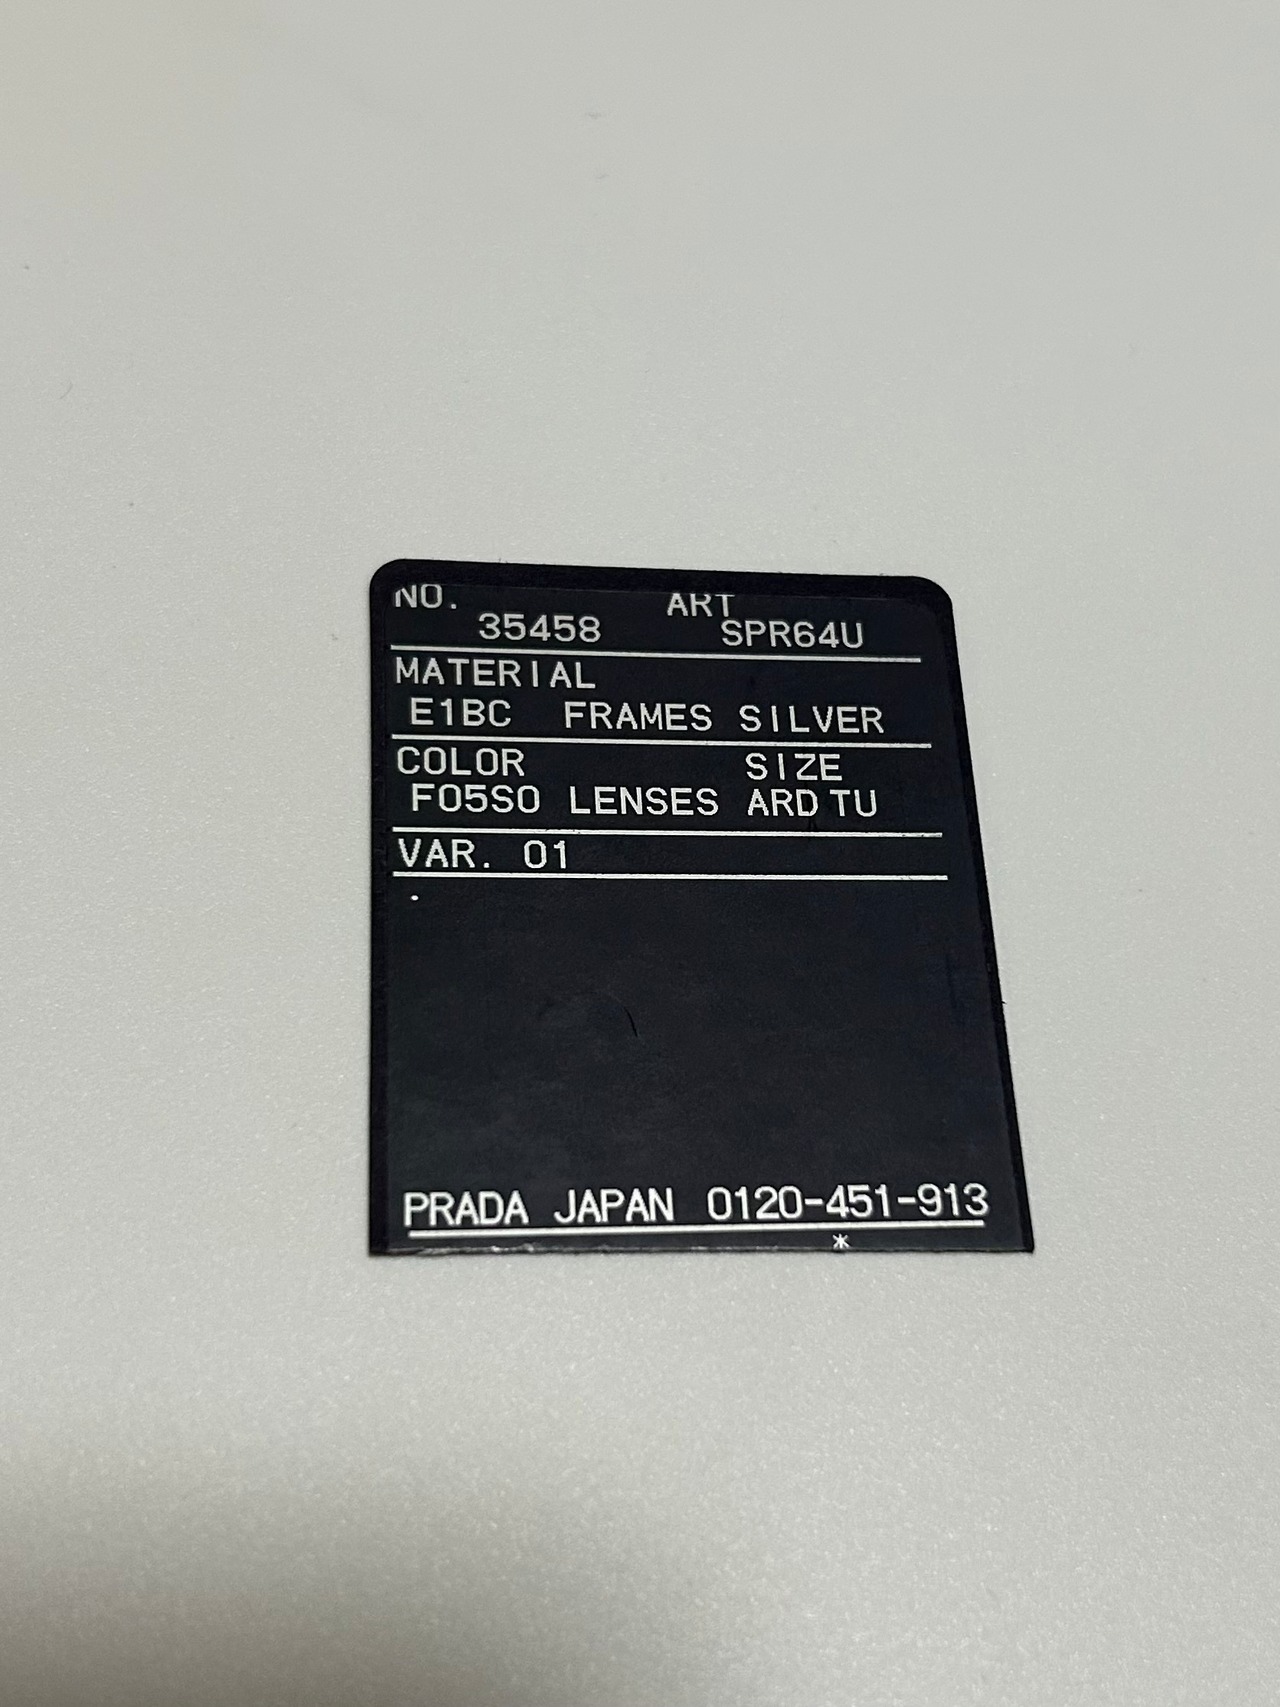 NO. ART
35458 SPR64U
MATERIAL
E1BC FRAMES SILVER
COLOR SIZE
F05S0 LENSES ARD TU
VAR. 01
.
PRADA JAPAN 0120-451-913
*